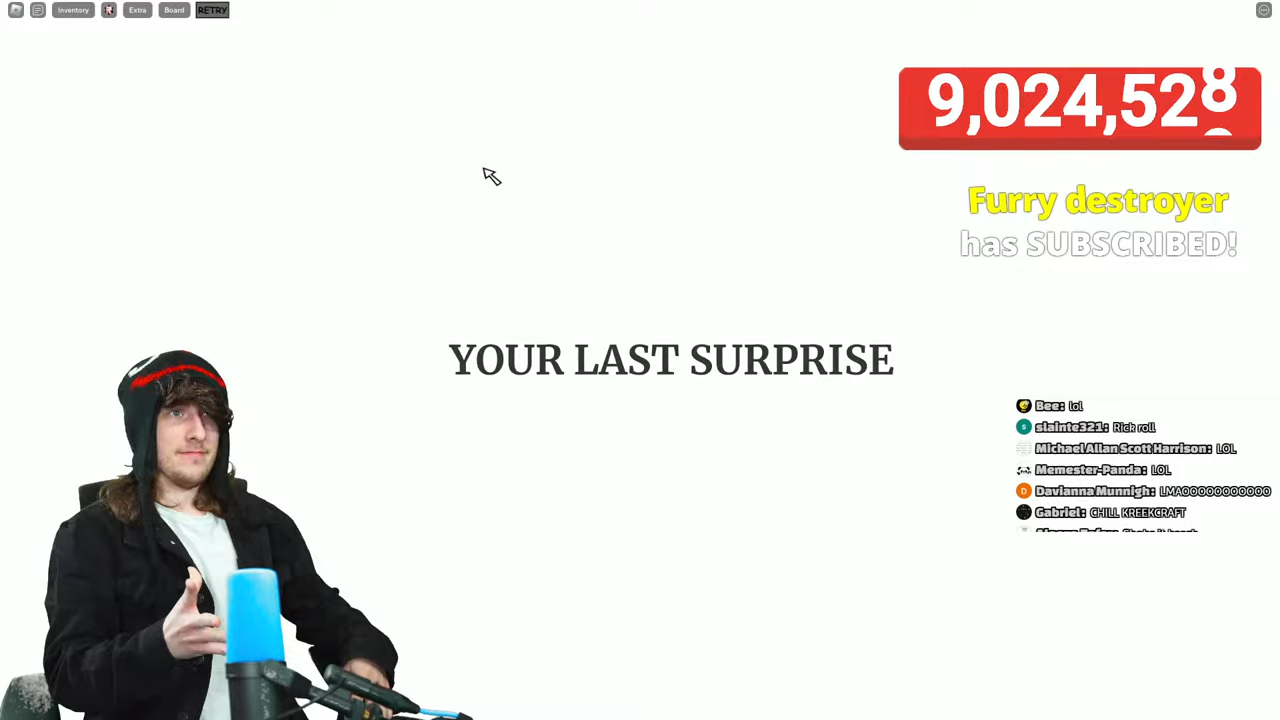 Inventory
Extra
Board
RETRY
9,024,528
Furry destroyer
has SUBSCRIBED!
YOUR LAST SURPRISE
Bee: lol
slainte321: Rick roll
Michael Allan Scott Harrison: LOL
Memester-Panda: LOL
Davianna Munnigh: LMAOOOOOOOOOOO
Gabriel: CHILL KREEKCRAFT